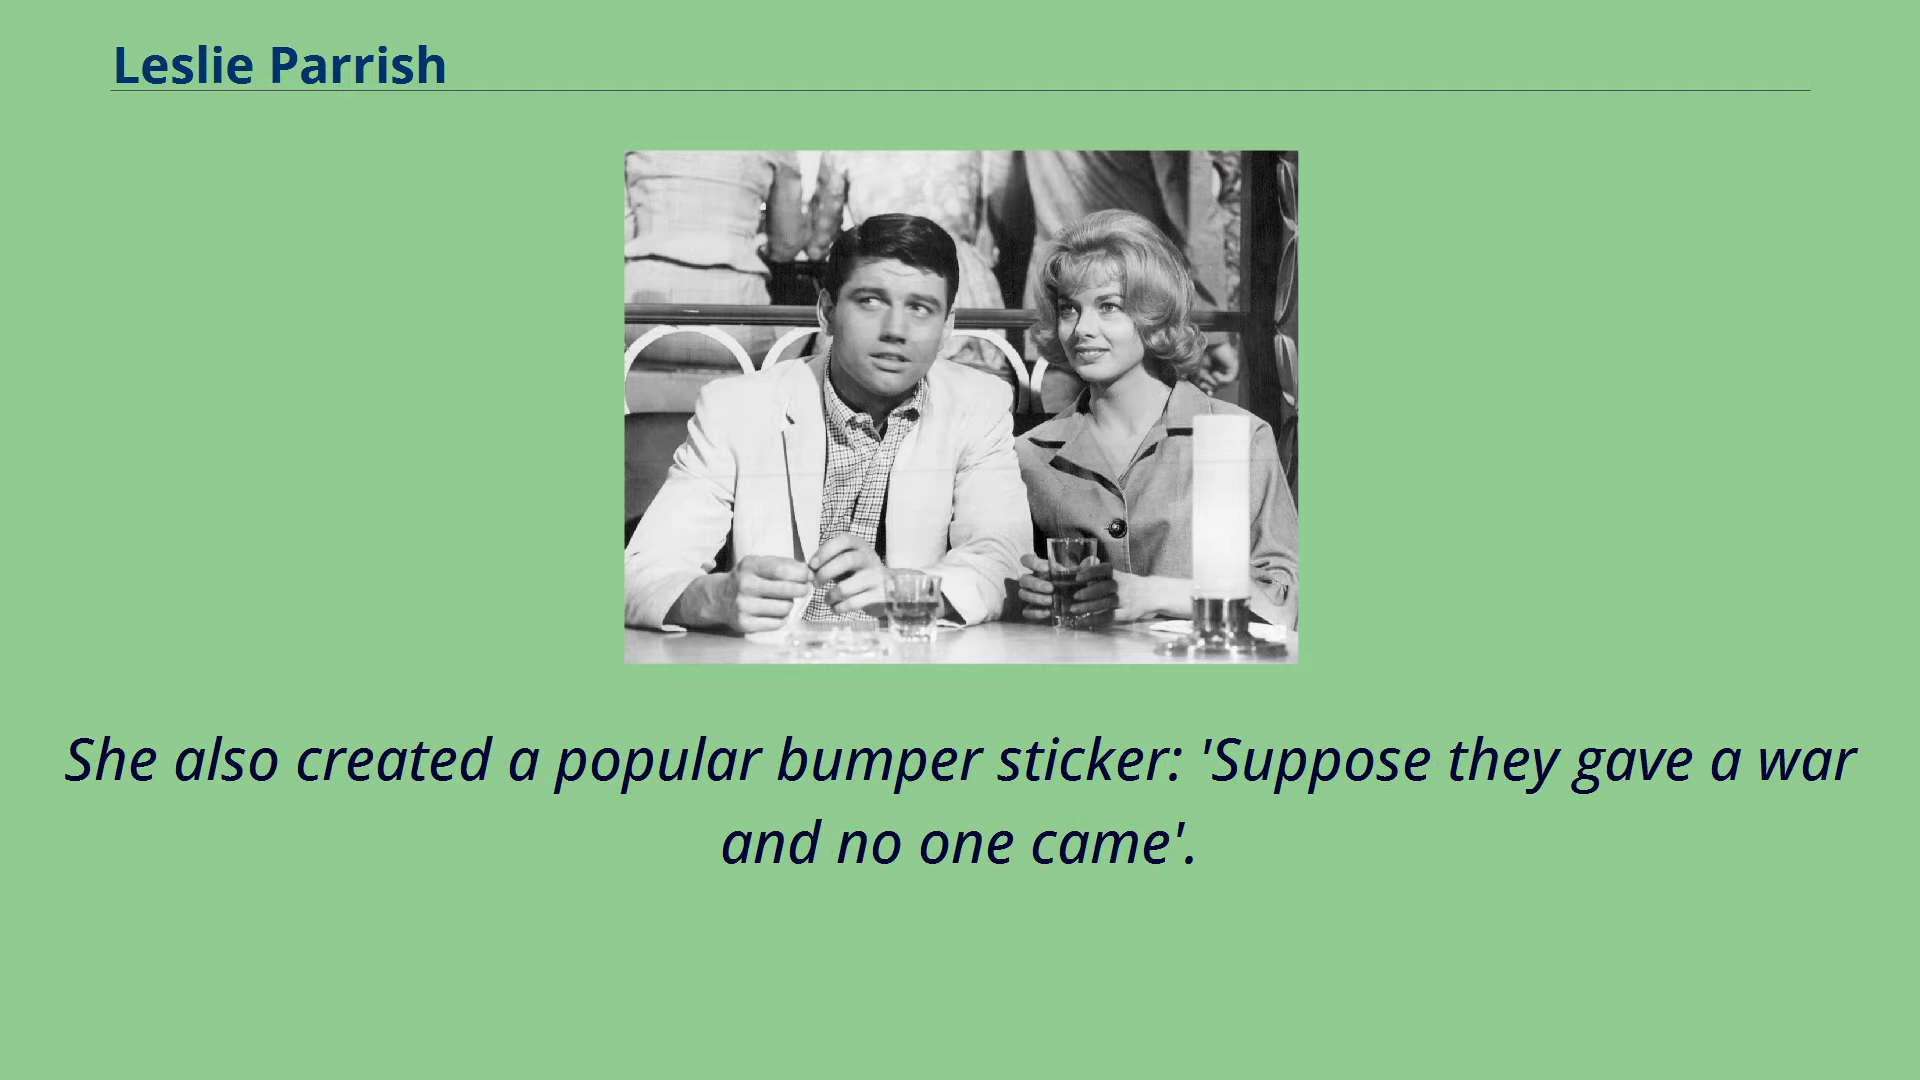 Leslie Parrish
She also created a popular bumper sticker: 'Suppose they gave a war
and no one came'.